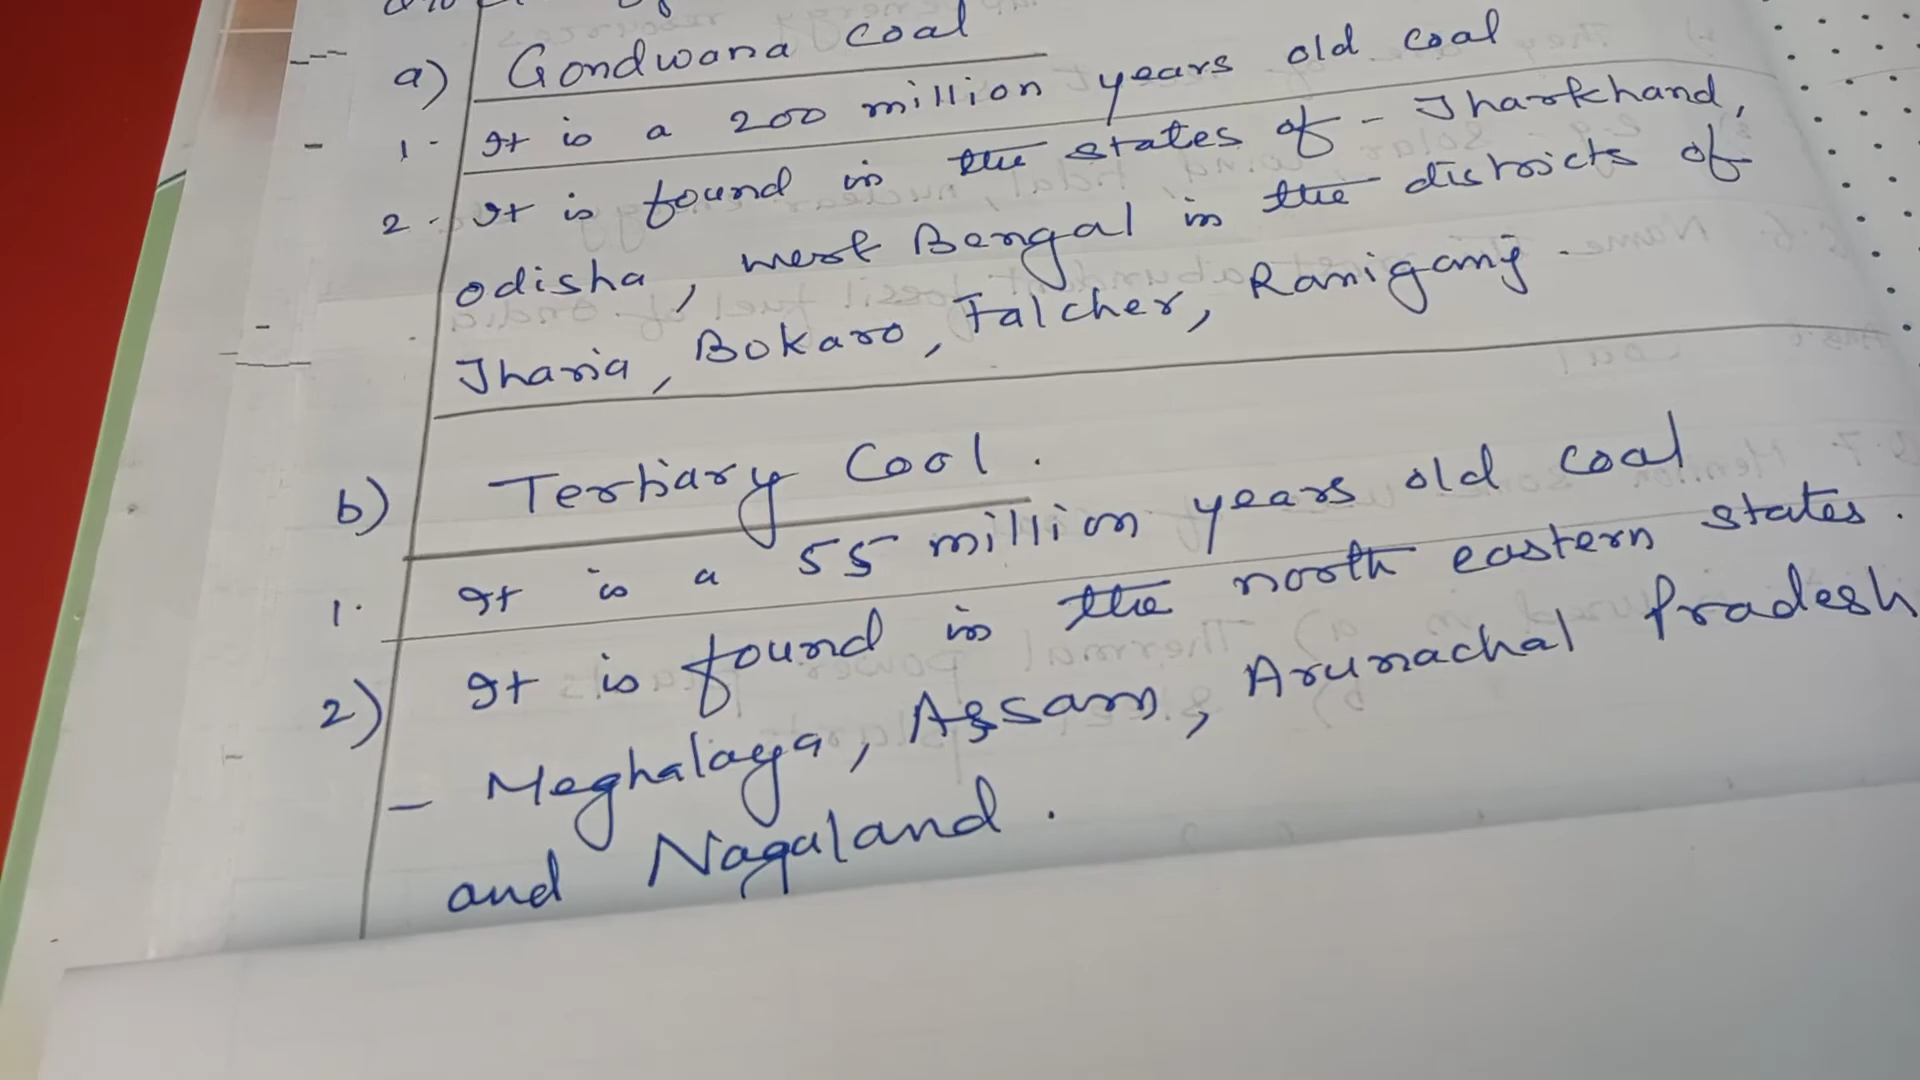 a) Gondwana coal
1. It is a 200 million years old coal
2. It is found in the states of - Jharkhand,
odisha, west Bengal in the districts of
Jharia, Bokaro, Talcher, Raniganj.
b) Tertiary Coal.
1. It is a 55 million years old coal
2) It is found in the north eastern states.
- Meghalaya, Assam, Arunachal Pradesh
and Nagaland.